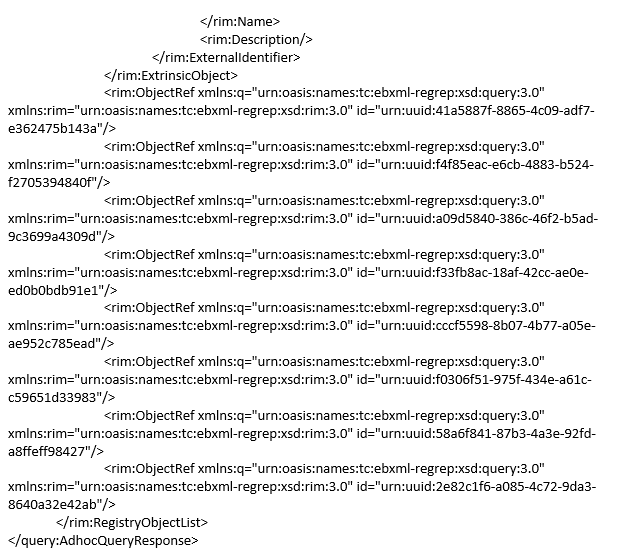 </rim:Name>
<rim:Description/>
</rim:ExternalIdentifier>
</rim:ExtrinsicObject>
<rim:ObjectRef xmlns:q="urn:oasis:names:tc:ebxml-regrep:xsd:query:3.0"
xmlns:rim="urn:oasis:names:tc:ebxml-regrep:xsd:rim:3.0" id="urn:uuid:41a5887f-8865-4c09-adf7-
e362475b143a"/>
<rim:ObjectRef xmlns:q="urn:oasis:names:tc:ebxml-regrep:xsd:query:3.0"
xmlns:rim="urn:oasis:names:tc:ebxml-regrep:xsd:rim:3.0" id="urn:uuid:f4f85eac-e6cb-4883-b524-
f2705394840f"/>
<rim:ObjectRef xmlns:q="urn:oasis:names:tc:ebxml-regrep:xsd:query:3.0"
xmlns:rim="urn:oasis:names:tc:ebxml-regrep:xsd:rim:3.0" id="urn:uuid:a09d5840-386c-46f2-b5ad-
9c3699a4309d"/>
<rim:ObjectRef xmlns:q="urn:oasis:names:tc:ebxml-regrep:xsd:query:3.0"
xmlns:rim="urn:oasis:names:tc:ebxml-regrep:xsd:rim:3.0" id="urn:uuid:f33fb8ac-18af-42cc-ae0e-
ed0b0bdb91e1"/>
<rim:ObjectRef xmlns:q="urn:oasis:names:tc:ebxml-regrep:xsd:query:3.0"
xmlns:rim="urn:oasis:names:tc:ebxml-regrep:xsd:rim:3.0" id="urn:uuid:cccf5598-8b07-4b77-a05e-
ae952c785ead"/>
<rim:ObjectRef xmlns:q="urn:oasis:names:tc:ebxml-regrep:xsd:query:3.0"
xmlns:rim="urn:oasis:names:tc:ebxml-regrep:xsd:rim:3.0" id="urn:uuid:f0306f51-975f-434e-a61c-
c59651d33983"/>
<rim:ObjectRef xmlns:q="urn:oasis:names:tc:ebxml-regrep:xsd:query:3.0"
xmlns:rim="urn:oasis:names:tc:ebxml-regrep:xsd:rim:3.0" id="urn:uuid:58a6f841-87b3-4a3e-92fd-
a8ffeff98427"/>
<rim:ObjectRef xmlns:q="urn:oasis:names:tc:ebxml-regrep:xsd:query:3.0"
xmlns:rim="urn:oasis:names:tc:ebxml-regrep:xsd:rim:3.0" id="urn:uuid:2e82c1f6-a085-4c72-9da3-
8640a32e42ab"/>
</rim:RegistryObjectList>
</query:AdhocQueryResponse>